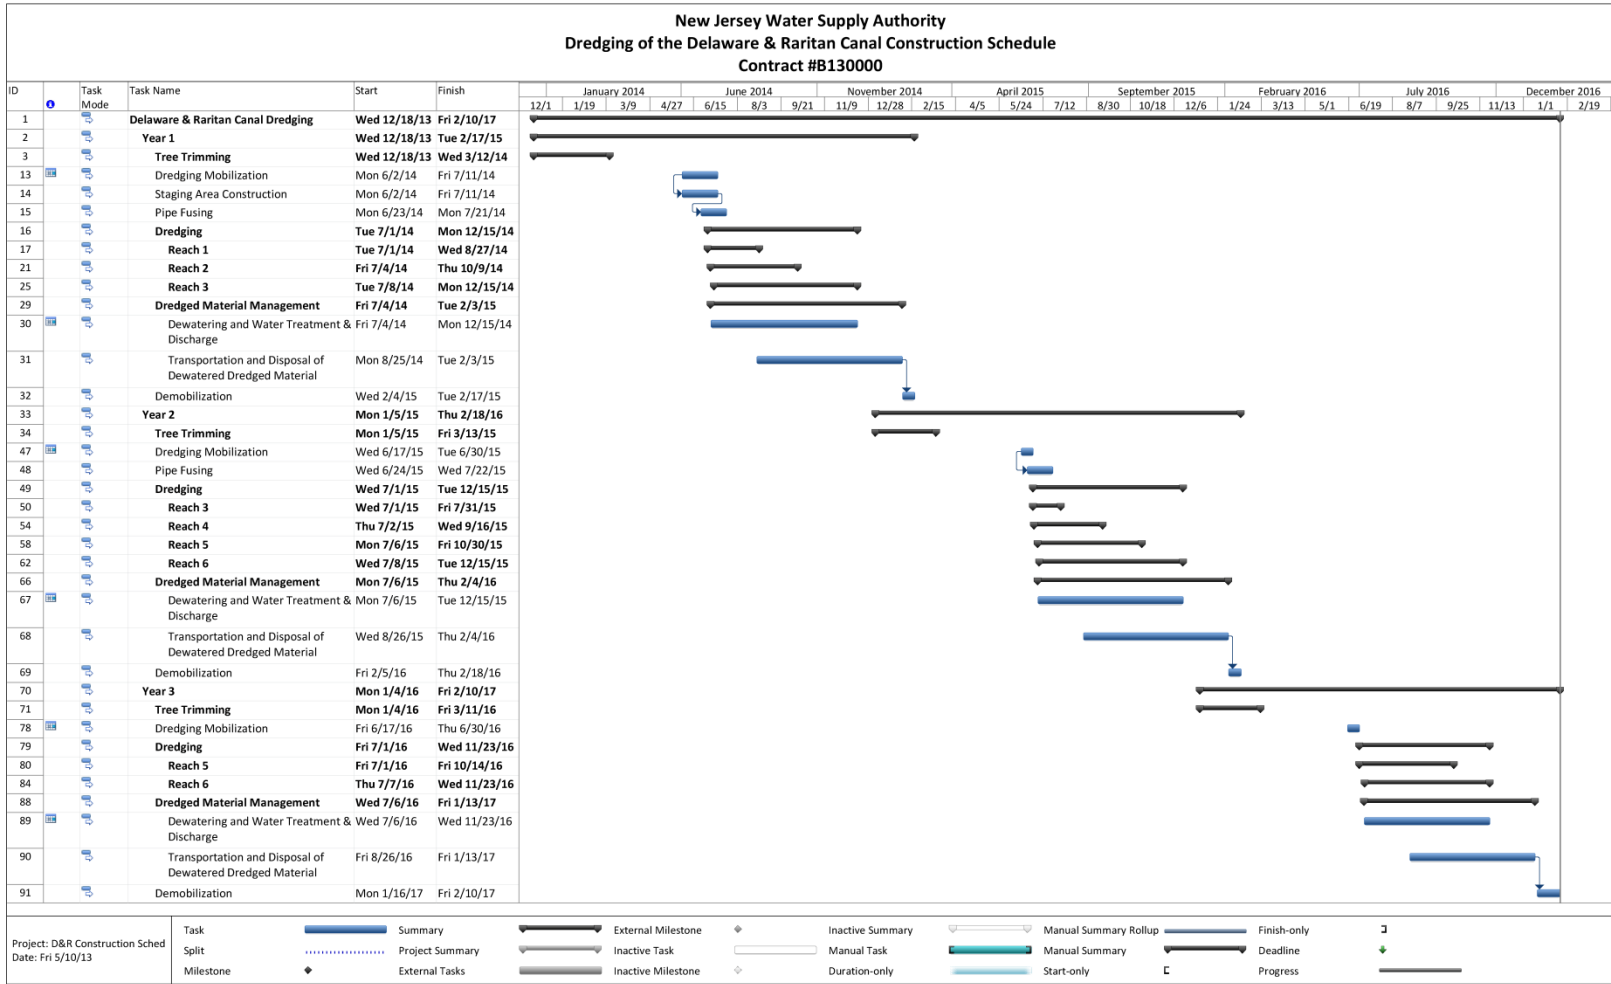 New Jersey Water Supply Authority
Dredging of the Delaware & Raritan Canal Construction Schedule
Contract #B130000
ID Task Mode Task Name Start Finish
January 2014 June 2014 November 2014 April 2015 September 2015 February 2016 July 2016 December 2016
12/1 1/19 3/9 4/27 6/15 8/3 9/21 11/9 12/28 2/15 4/5 5/24 7/12 8/30 10/18 12/6 1/24 3/13 5/1 6/19 8/7 9/25 11/13 1/1 2/19
1 Delaware & Raritan Canal Dredging Wed 12/18/13 Fri 2/10/17
2 Year 1 Wed 12/18/13 Tue 2/17/15
3 Tree Trimming Wed 12/18/13 Wed 3/12/14
13 Dredging Mobilization Mon 6/2/14 Fri 7/11/14
14 Staging Area Construction Mon 6/2/14 Fri 7/11/14
15 Pipe Fusing Mon 6/23/14 Mon 7/21/14
16 Dredging Tue 7/1/14 Mon 12/15/14
17 Reach 1 Tue 7/1/14 Wed 8/27/14
21 Reach 2 Fri 7/4/14 Thu 10/9/14
25 Reach 3 Tue 7/8/14 Mon 12/15/14
29 Dredged Material Management Fri 7/4/14 Tue 2/3/15
30 Dewatering and Water Treatment & Fri 7/4/14 Mon 12/15/14
Discharge
31 Transportation and Disposal of Mon 8/25/14 Tue 2/3/15
Dewatered Dredged Material
32 Demobilization Wed 2/4/15 Tue 2/17/15
33 Year 2 Mon 1/5/15 Thu 2/18/16
34 Tree Trimming Mon 1/5/15 Fri 3/13/15
47 Dredging Mobilization Wed 6/17/15 Tue 6/30/15
48 Pipe Fusing Wed 6/24/15 Wed 7/22/15
49 Dredging Wed 7/1/15 Tue 12/15/15
50 Reach 3 Wed 7/1/15 Fri 7/31/15
54 Reach 4 Thu 7/2/15 Wed 9/16/15
58 Reach 5 Mon 7/6/15 Fri 10/30/15
62 Reach 6 Wed 7/8/15 Tue 12/15/15
66 Dredged Material Management Mon 7/6/15 Thu 2/4/16
67 Dewatering and Water Treatment & Mon 7/6/15 Tue 12/15/15
Discharge
68 Transportation and Disposal of Wed 8/26/15 Thu 2/4/16
Dewatered Dredged Material
69 Demobilization Fri 2/5/16 Thu 2/18/16
70 Year 3 Mon 1/4/16 Fri 2/10/17
71 Tree Trimming Mon 1/4/16 Fri 3/11/16
78 Dredging Mobilization Fri 6/17/16 Thu 6/30/16
79 Dredging Fri 7/1/16 Wed 11/23/16
80 Reach 5 Fri 7/1/16 Fri 10/14/16
84 Reach 6 Thu 7/7/16 Wed 11/23/16
88 Dredged Material Management Wed 7/6/16 Fri 1/13/17
89 Dewatering and Water Treatment & Wed 7/6/16 Wed 11/23/16
Discharge
90 Transportation and Disposal of Fri 8/26/16 Fri 1/13/17
Dewatered Dredged Material
91 Demobilization Mon 1/16/17 Fri 2/10/17
Project: D&R Construction Sched
Date: Fri 5/10/13
Task Summary External Milestone Inactive Summary Manual Summary Rollup Finish-only
Split Project Summary Inactive Task Manual Task Manual Summary Deadline
Milestone External Tasks Inactive Milestone Duration-only Start-only Progress